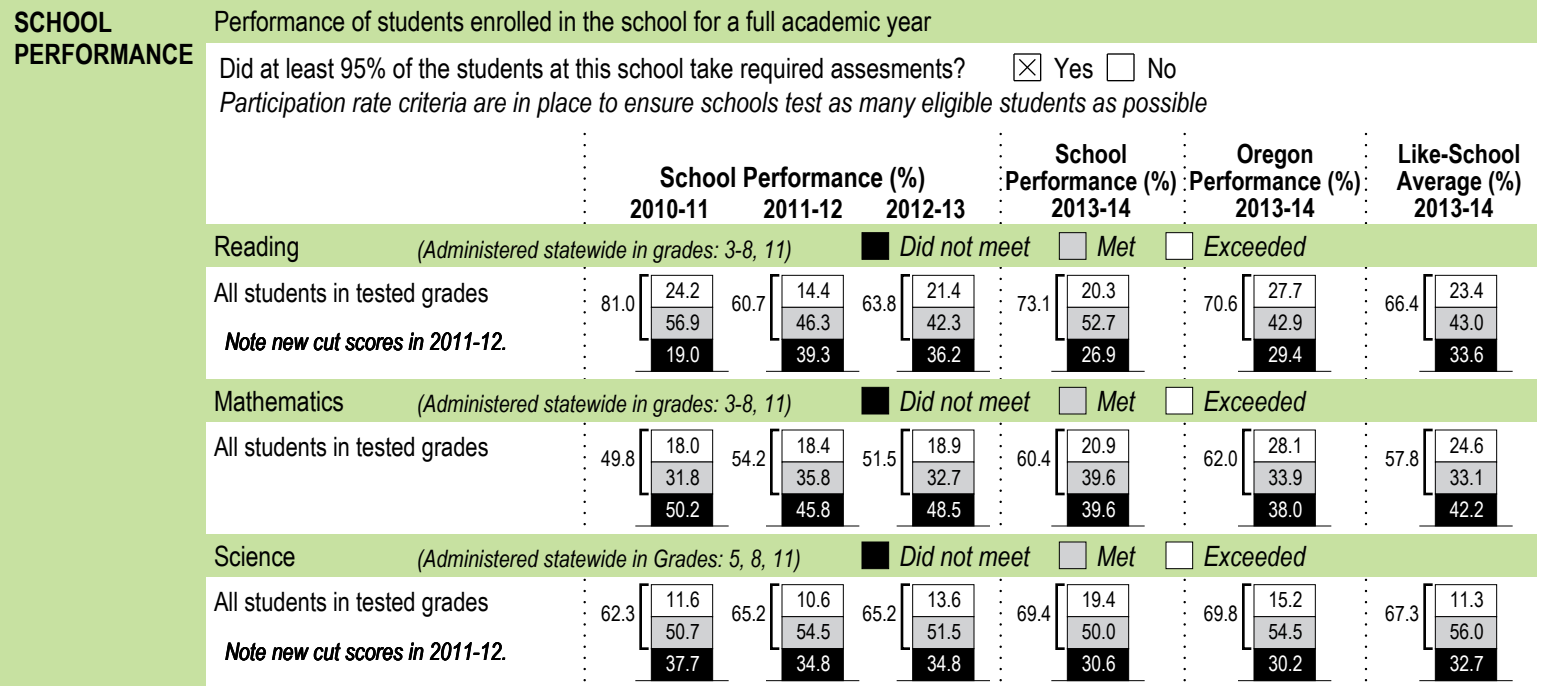 SCHOOL PERFORMANCE
Performance of students enrolled in the school for a full academic year
Did at least 95% of the students at this school take required assesments? ☒ Yes ☐ No
Participation rate criteria are in place to ensure schools test as many eligible students as possible
School Performance (%)
2010-11 2011-12 2012-13
School Performance (%) 2013-14
Oregon Performance (%) 2013-14
Like-School Average (%) 2013-14
Reading (Administered statewide in grades: 3-8, 11) Did not meet Met Exceeded
All students in tested grades
Note new cut scores in 2011-12.
81.0 60.7 63.8 73.1 70.6 66.4
24.2 14.4 21.4 20.3 27.7 23.4
56.9 46.3 42.3 52.7 42.9 43.0
19.0 39.3 36.2 26.9 29.4 33.6
Mathematics (Administered statewide in grades: 3-8, 11) Did not meet Met Exceeded
All students in tested grades
49.8 54.2 51.5 60.4 62.0 57.8
18.0 18.4 18.9 20.9 28.1 24.6
31.8 35.8 32.7 39.6 33.9 33.1
50.2 45.8 48.5 39.6 38.0 42.2
Science (Administered statewide in Grades: 5, 8, 11) Did not meet Met Exceeded
All students in tested grades
Note new cut scores in 2011-12.
62.3 65.2 65.2 69.4 69.8 67.3
11.6 10.6 13.6 19.4 15.2 11.3
50.7 54.5 51.5 50.0 54.5 56.0
37.7 34.8 34.8 30.6 30.2 32.7